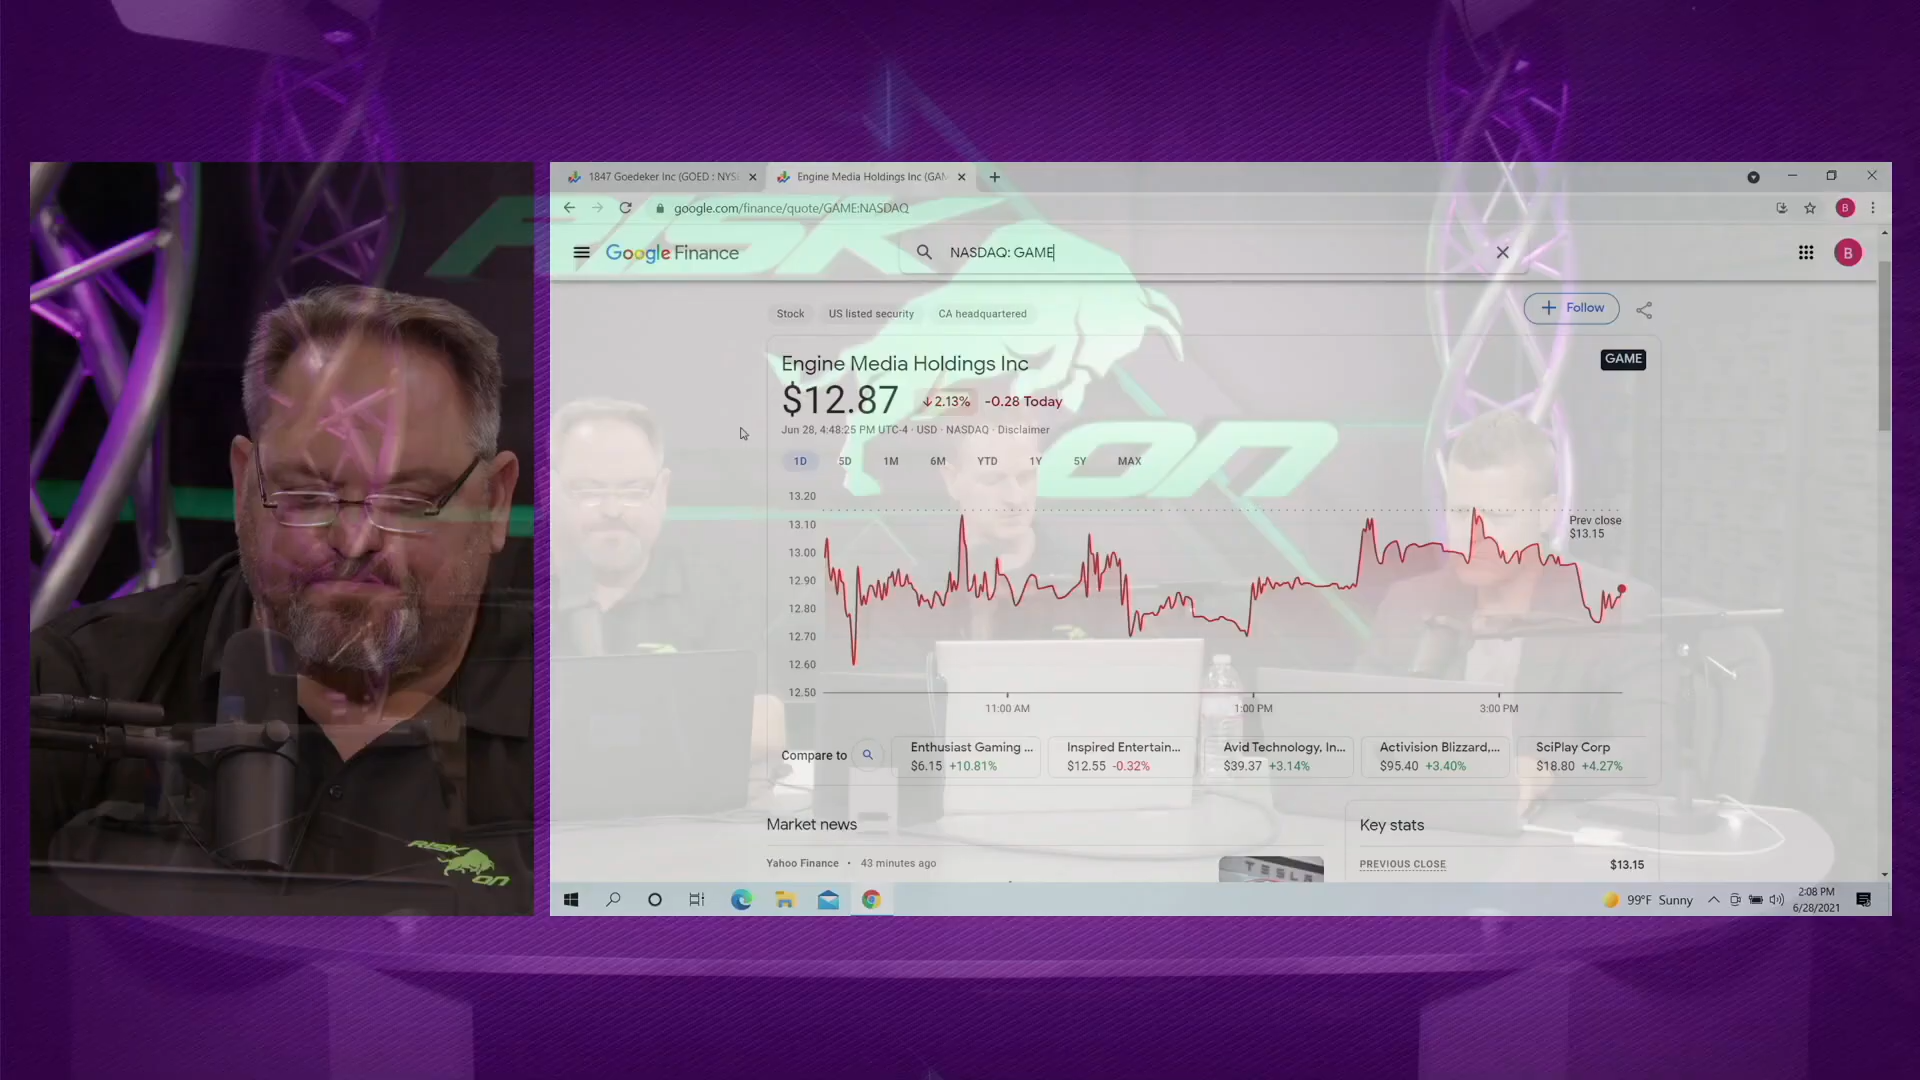 1847 Goedeker Inc (GOED : NYS
Engine Media Holdings Inc (GAM
google.com/finance/quote/GAME:NASDAQ
B
Google Finance
NASDAQ: GAME
B
RISK
ON
Stock
US listed security
CA headquartered
Follow
Engine Media Holdings Inc
GAME
$12.87
2.13%
-0.28 Today
Jun 28, 4:48:25 PM UTC-4 · USD · NASDAQ · Disclaimer
1D 5D 1M 6M YTD 1Y 5Y MAX
13.20
13.10
13.00
12.90
12.80
12.70
12.60
12.50
Prev close
$13.15
11:00 AM
1:00 PM
3:00 PM
Compare to
Enthusiast Gaming ...
$6.15 +10.81%
Inspired Entertain...
$12.55 -0.32%
Avid Technology, In...
$39.37 +3.14%
Activision Blizzard,...
$95.40 +3.40%
SciPlay Corp
$18.80 +4.27%
Market news
Yahoo Finance • 43 minutes ago
TESLA
Key stats
PREVIOUS CLOSE
$13.15
99°F Sunny
2:08 PM
6/28/2021
RISK
ON